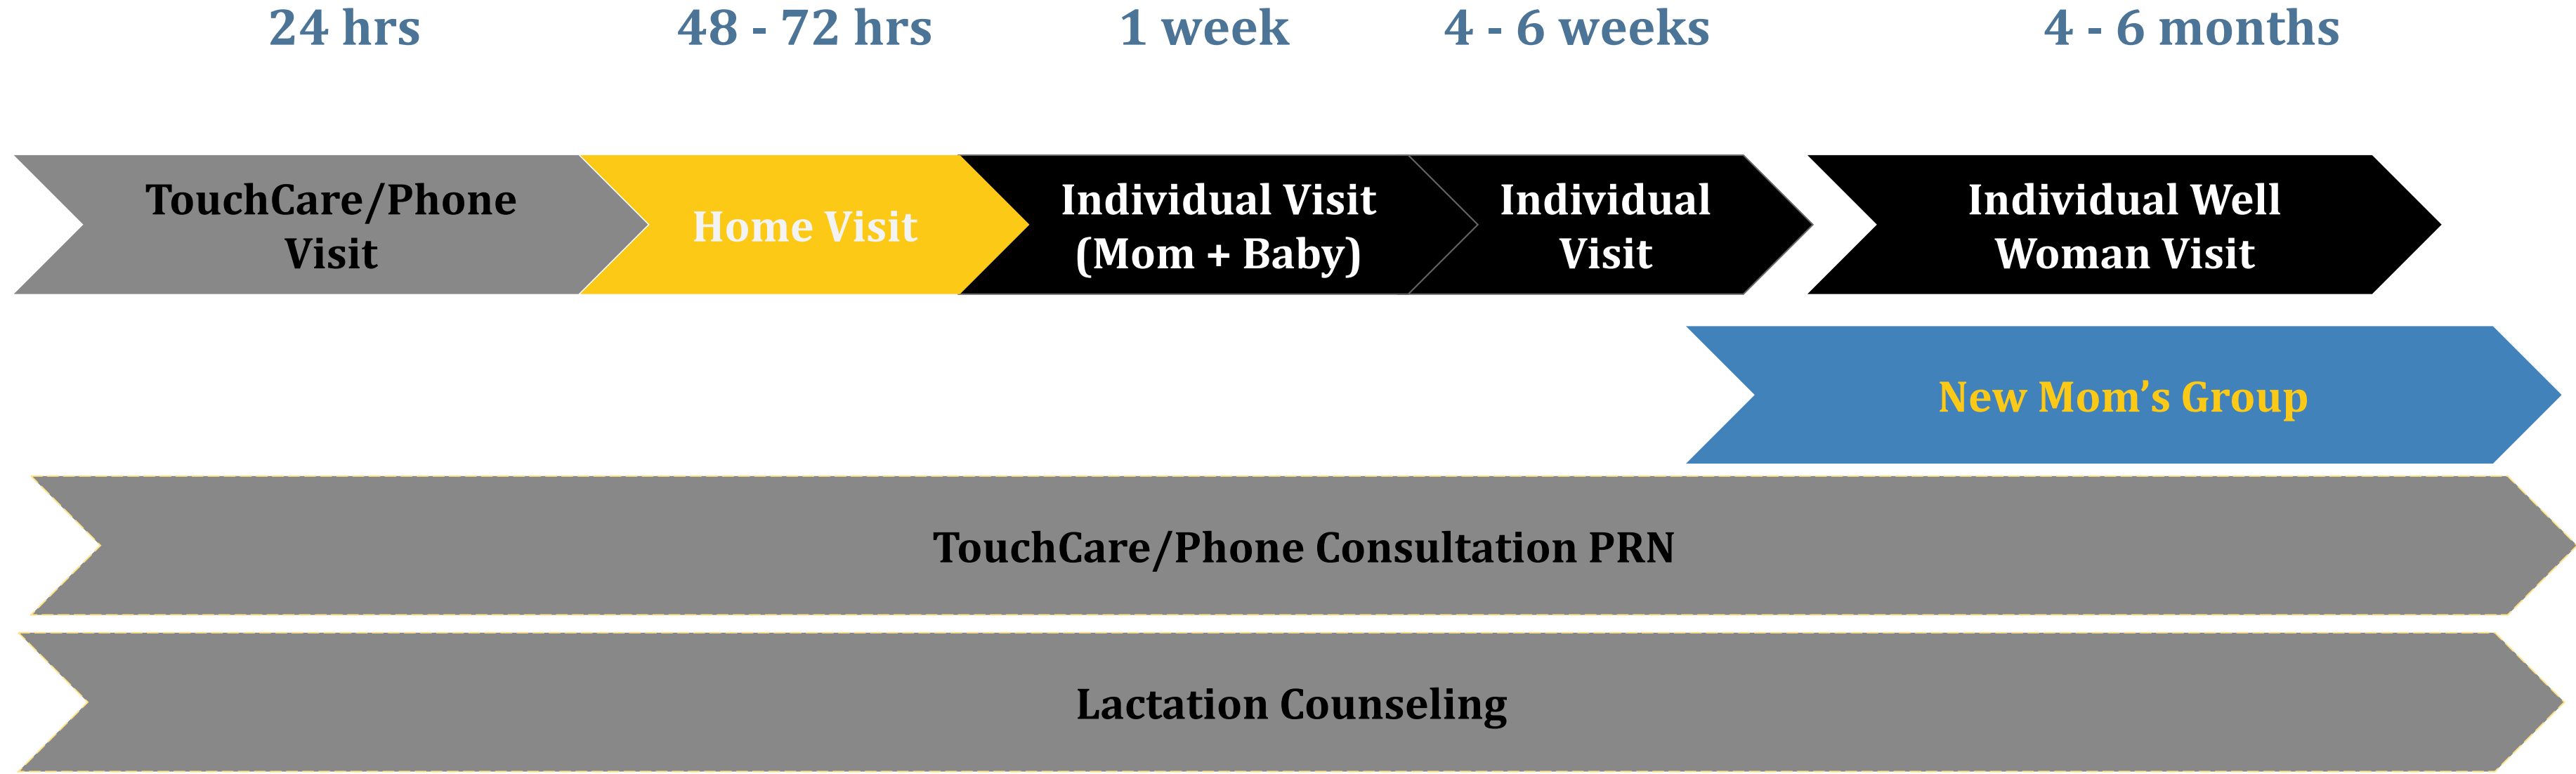 24 hrs
48 - 72 hrs
1 week
4 - 6 weeks
4 - 6 months
TouchCare/Phone
Visit
Home Visit
Individual Visit
(Mom + Baby)
Individual
Visit
Individual Well
Woman Visit
New Mom’s Group
TouchCare/Phone Consultation PRN
Lactation Counseling